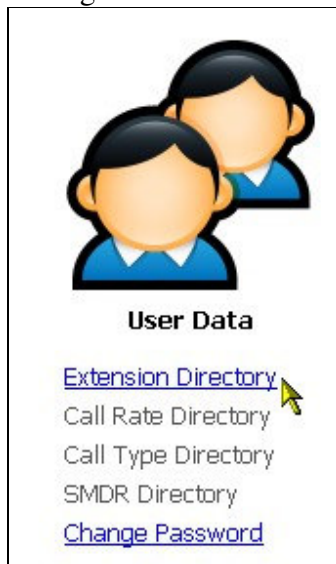 User Data
Extension Directory
Call Rate Directory
Call Type Directory
SMDR Directory
Change Password